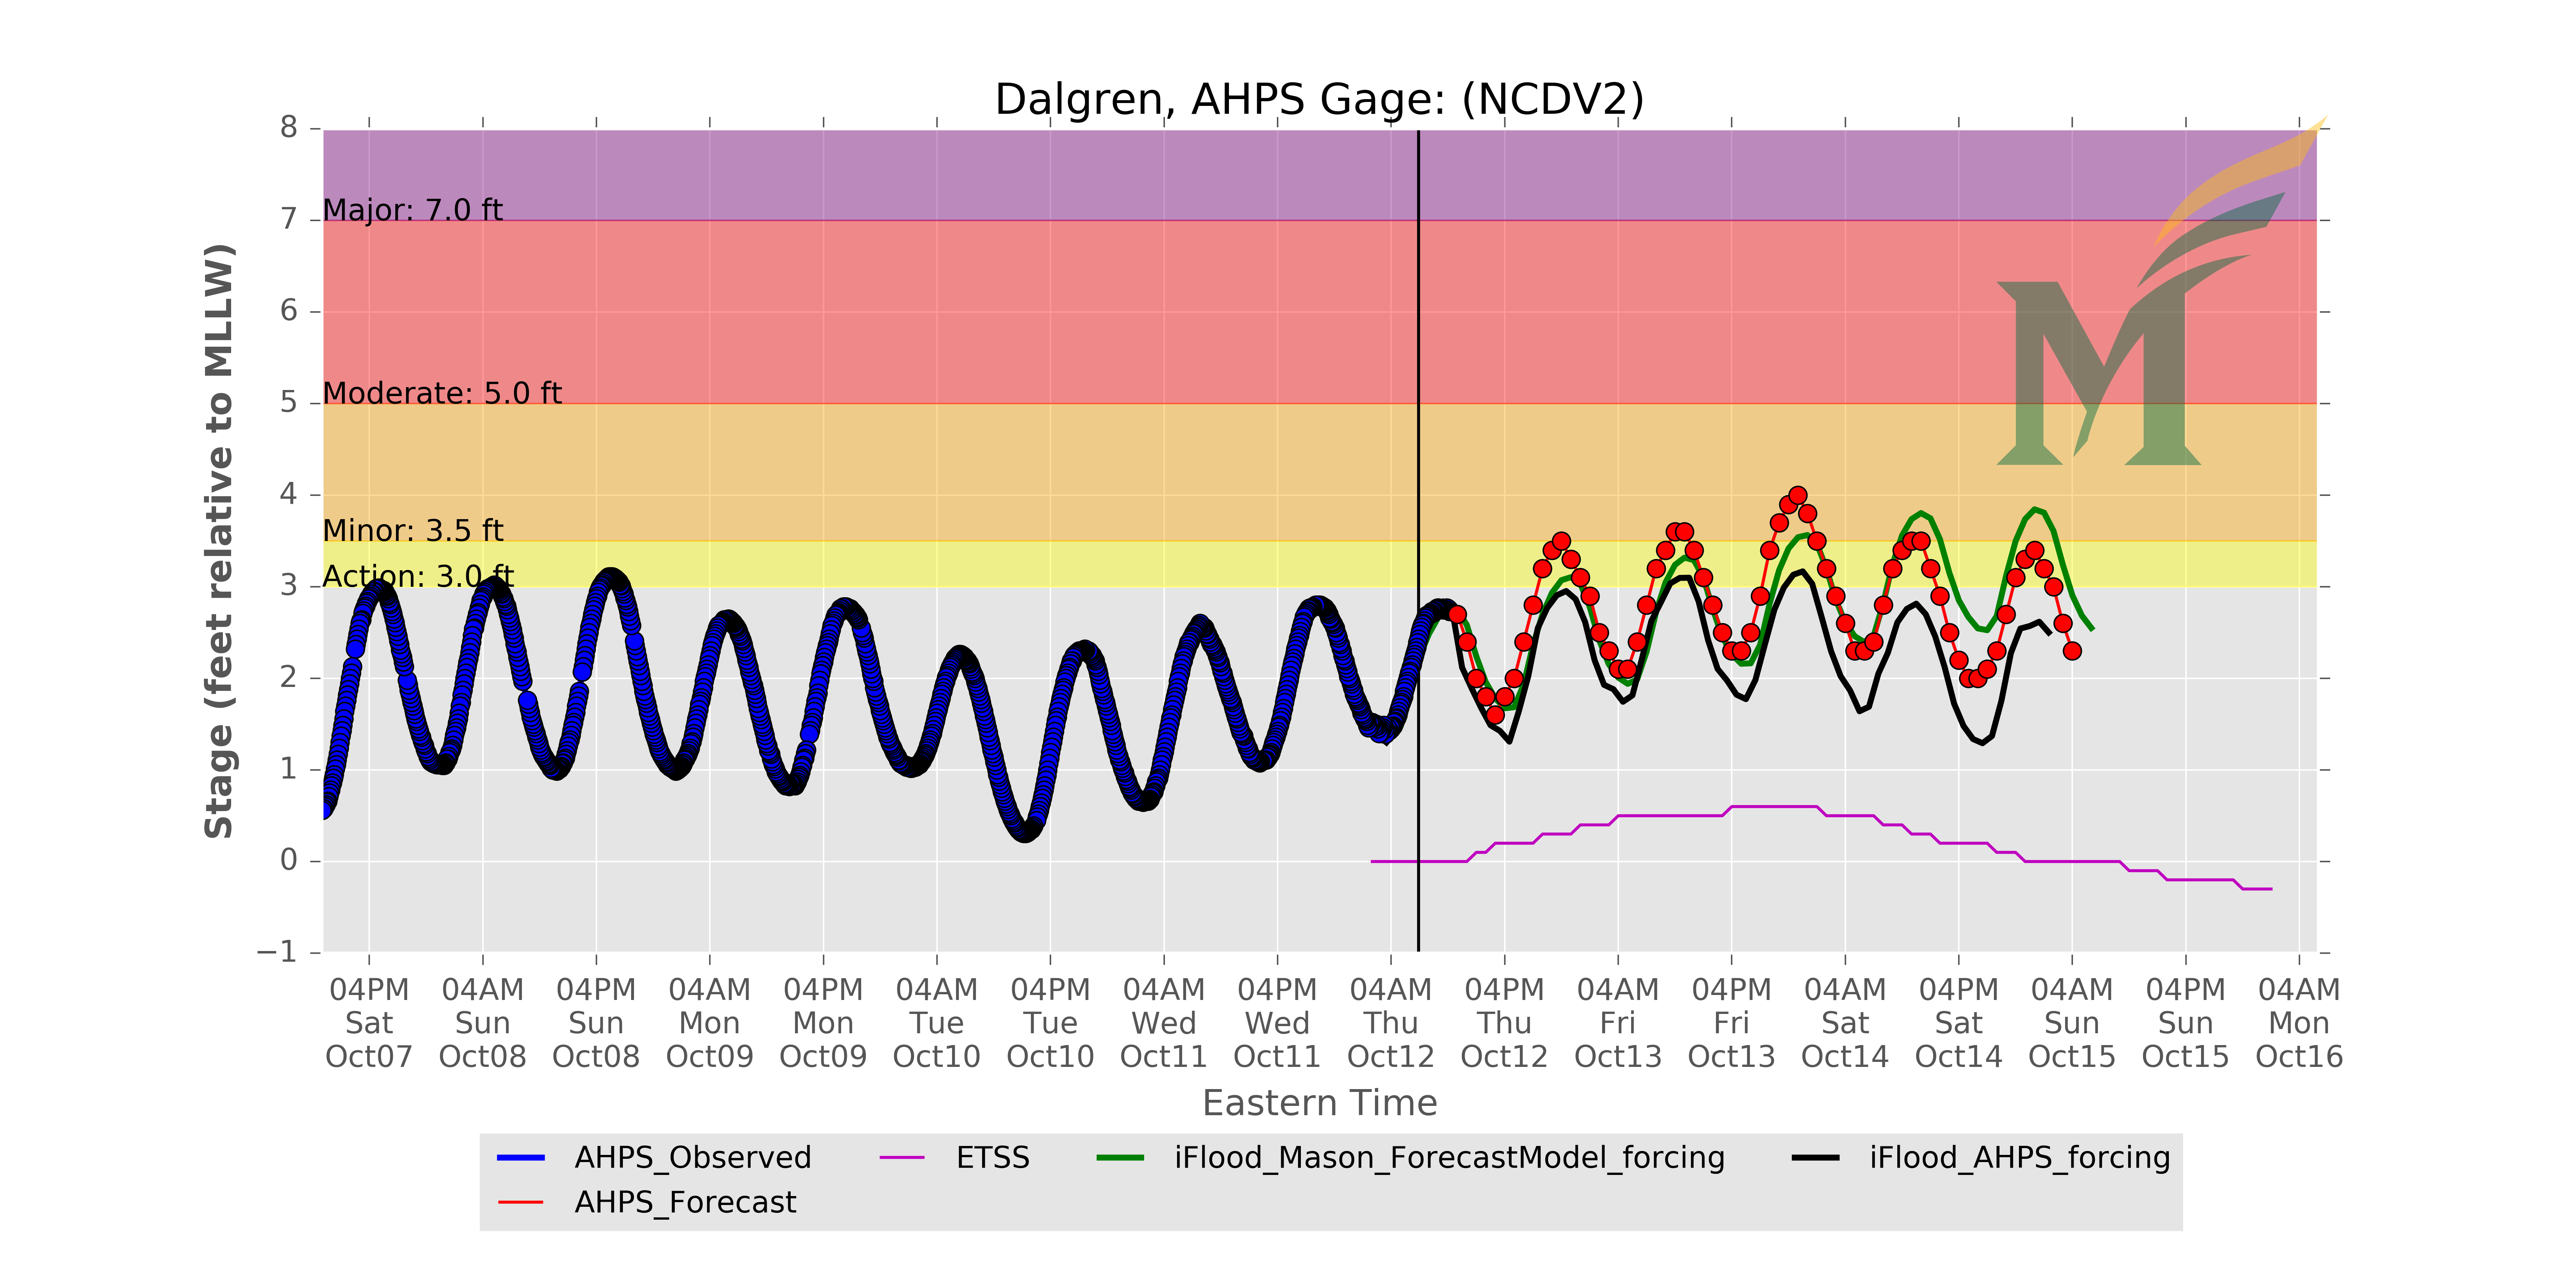 Dalgren, AHPS Gage: (NCDV2)
Stage (feet relative to MLLW)
8
7
6
5
4
3
2
1
0
−1
Major: 7.0 ft
Moderate: 5.0 ft
Minor: 3.5 ft
Action: 3.0 ft
M
04PM 04AM 04PM 04AM 04PM 04AM 04PM 04AM 04PM 04AM 04PM 04AM 04PM 04AM 04PM 04AM 04PM 04AM
Sat Sun Sun Mon Mon Tue Tue Wed Wed Thu Thu Fri Fri Sat Sat Sun Sun Mon
Oct07 Oct08 Oct08 Oct09 Oct09 Oct10 Oct10 Oct11 Oct11 Oct12 Oct12 Oct13 Oct13 Oct14 Oct14 Oct15 Oct15 Oct16
Eastern Time
AHPS_Observed ETSS iFlood_Mason_ForecastModel_forcing iFlood_AHPS_forcing
AHPS_Forecast